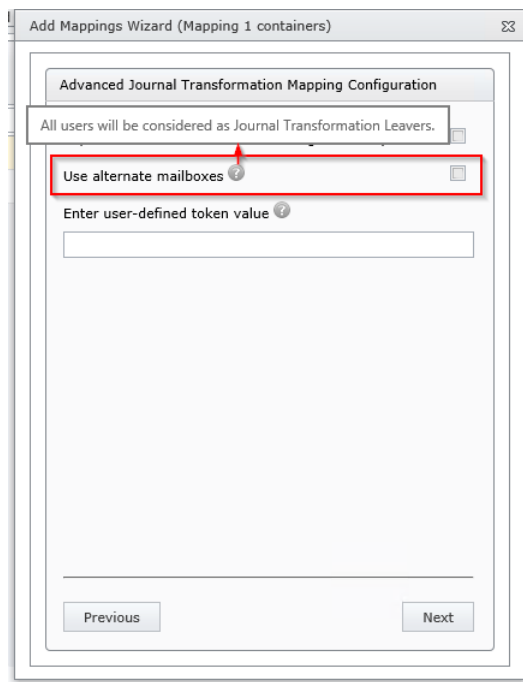 Add Mappings Wizard (Mapping 1 containers)
Advanced Journal Transformation Mapping Configuration
All users will be considered as Journal Transformation Leavers.
Use alternate mailboxes ?
Enter user-defined token value ?
Previous
Next